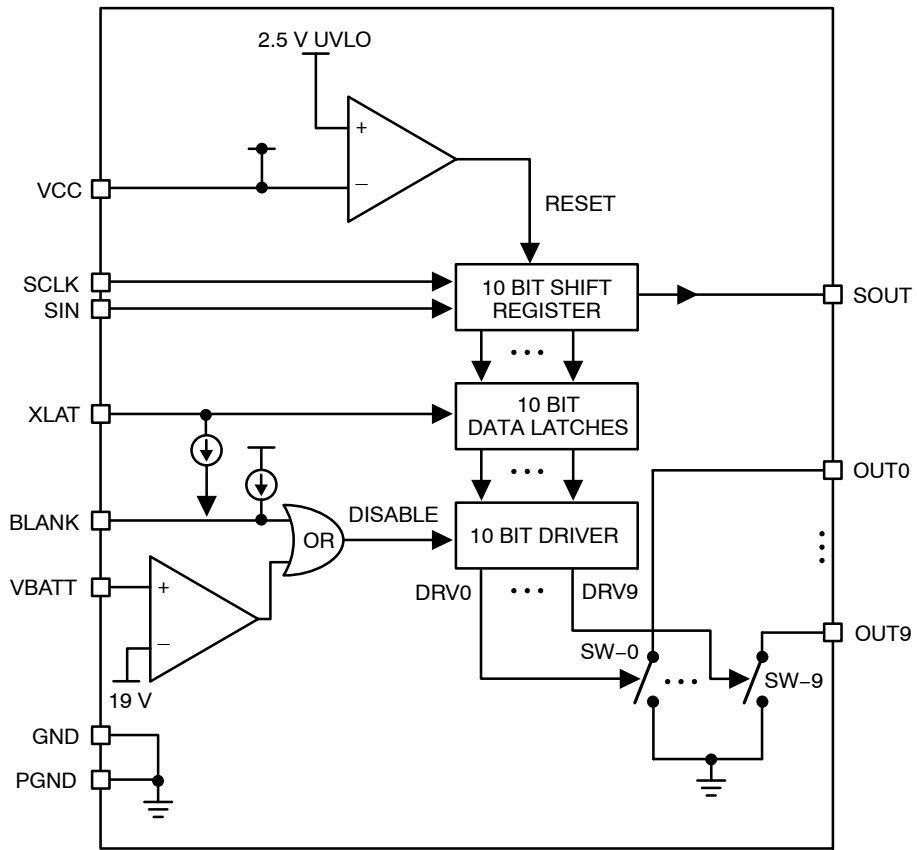 2.5 V UVLO
+
−
VCC
RESET
SCLK
SIN
10 BIT SHIFT
REGISTER
SOUT
• • •
XLAT
10 BIT
DATA LATCHES
• • •
OUT0
BLANK
OR
DISABLE
10 BIT DRIVER
VBATT
+
−
19 V
DRV0
• • •
DRV9
OUT9
SW−0
• • •
SW−9
GND
PGND